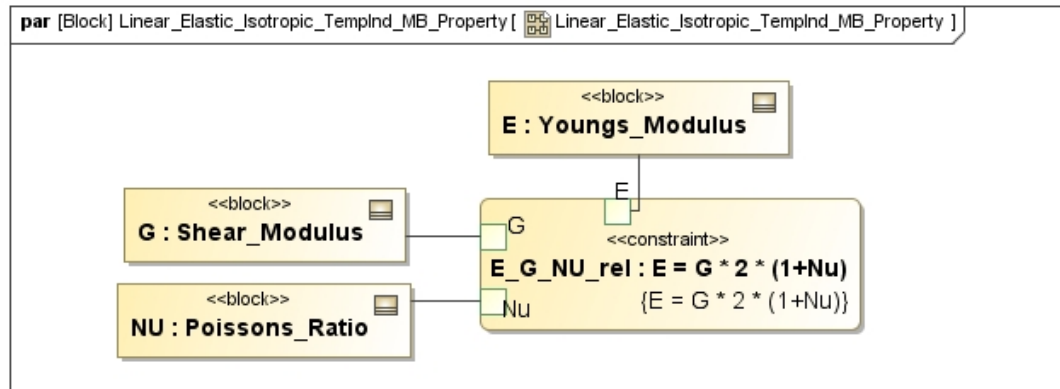 par [Block] Linear_Elastic_Isotropic_TempInd_MB_Property[ Linear_Elastic_Isotropic_TempInd_MB_Property ]
<<block>>
E : Youngs_Modulus
E
<<block>>
G : Shear_Modulus
G
<<constraint>>
E_G_NU_rel : E = G * 2 * (1+Nu)
{E = G * 2 * (1+Nu)}
<<block>>
NU : Poissons_Ratio
Nu